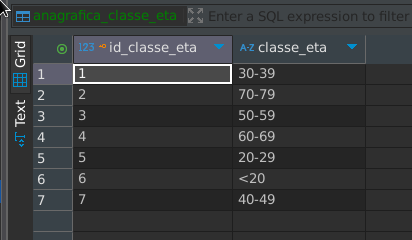 anagrafica_classe_eta Enter a SQL expression to filter
Grid
Text
123 id_classe_eta A-Z classe_eta
1 1 30-39
2 2 70-79
3 3 50-59
4 4 60-69
5 5 20-29
6 6 <20
7 7 40-49